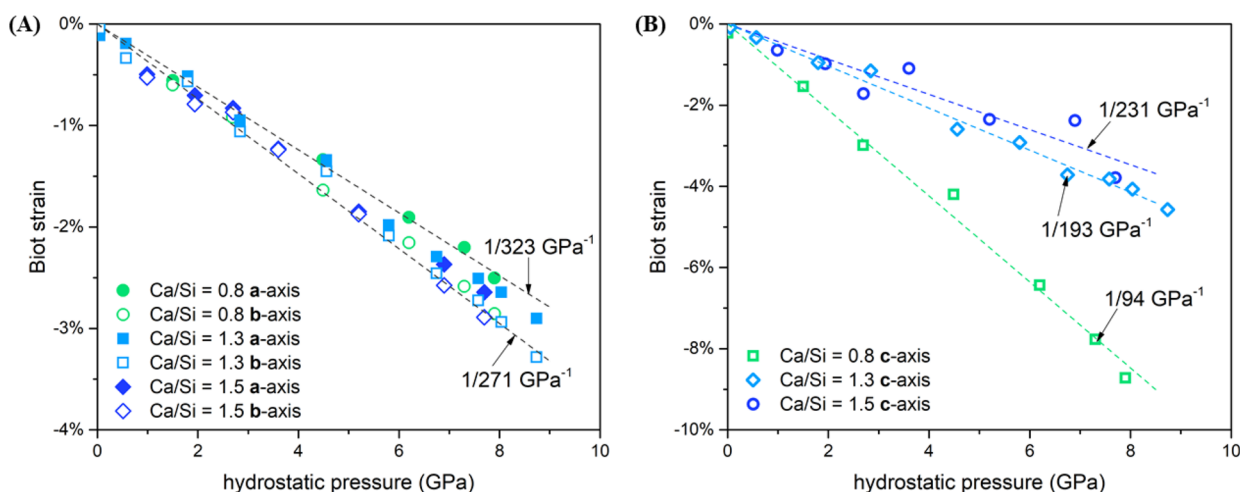 (A)
0%
-1%
-2%
-3%
-4%
Biot strain
1/323 GPa⁻¹
1/271 GPa⁻¹
Ca/Si = 0.8 a-axis
Ca/Si = 0.8 b-axis
Ca/Si = 1.3 a-axis
Ca/Si = 1.3 b-axis
Ca/Si = 1.5 a-axis
Ca/Si = 1.5 b-axis
0 2 4 6 8 10
hydrostatic pressure (GPa)
(B)
0%
-2%
-4%
-6%
-8%
-10%
Biot strain
1/231 GPa⁻¹
1/193 GPa⁻¹
1/94 GPa⁻¹
Ca/Si = 0.8 c-axis
Ca/Si = 1.3 c-axis
Ca/Si = 1.5 c-axis
0 2 4 6 8 10
hydrostatic pressure (GPa)